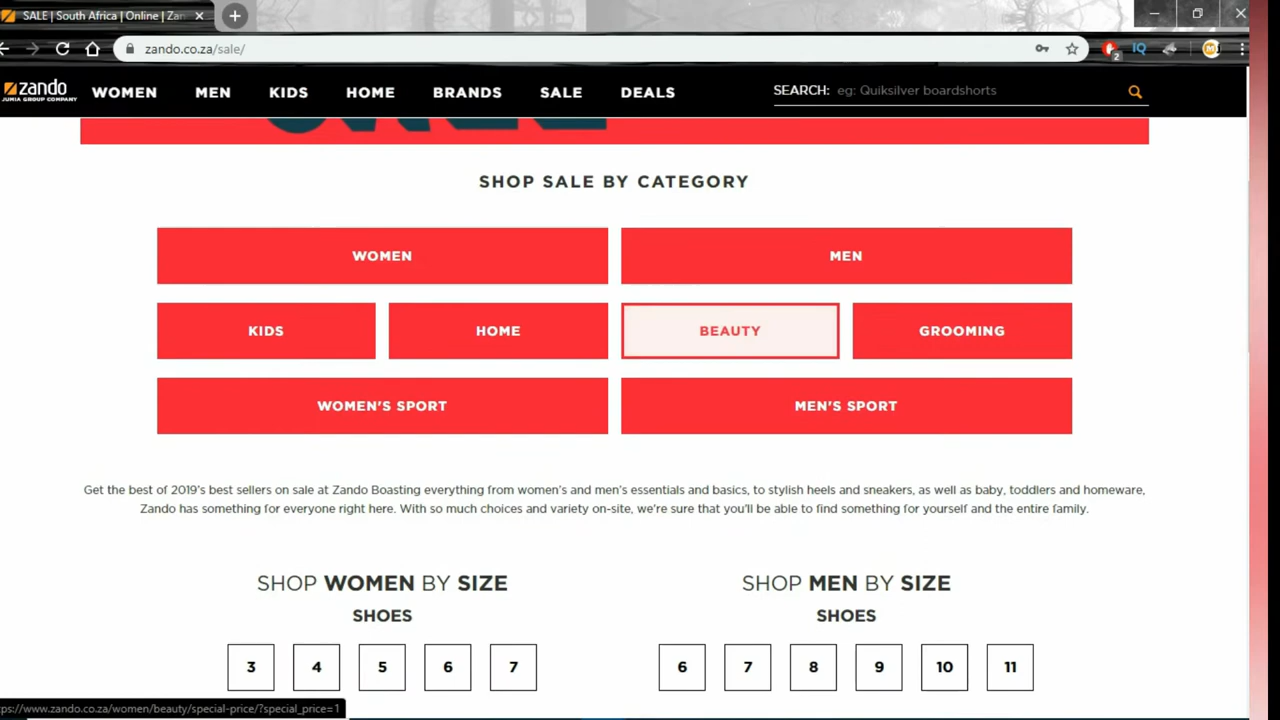 SALE | South Africa | Online | Zan
zando.co.za/sale/
2
IQ
M
zando
JUMIA GROUP COMPANY
WOMEN MEN KIDS HOME BRANDS SALE DEALS
SEARCH: eg: Quiksilver boardshorts
SHOP SALE BY CATEGORY
WOMEN MEN
KIDS HOME BEAUTY GROOMING
WOMEN'S SPORT MEN'S SPORT
Get the best of 2019's best sellers on sale at Zando Boasting everything from women's and men's essentials and basics, to stylish heels and sneakers, as well as baby, toddlers and homeware,
Zando has something for everyone right here. With so much choices and variety on-site, we're sure that you'll be able to find something for yourself and the entire family.
SHOP WOMEN BY SIZE
SHOES
3 4 5 6 7
SHOP MEN BY SIZE
SHOES
6 7 8 9 10 11
tps://www.zando.co.za/women/beauty/special-price/?special_price=1